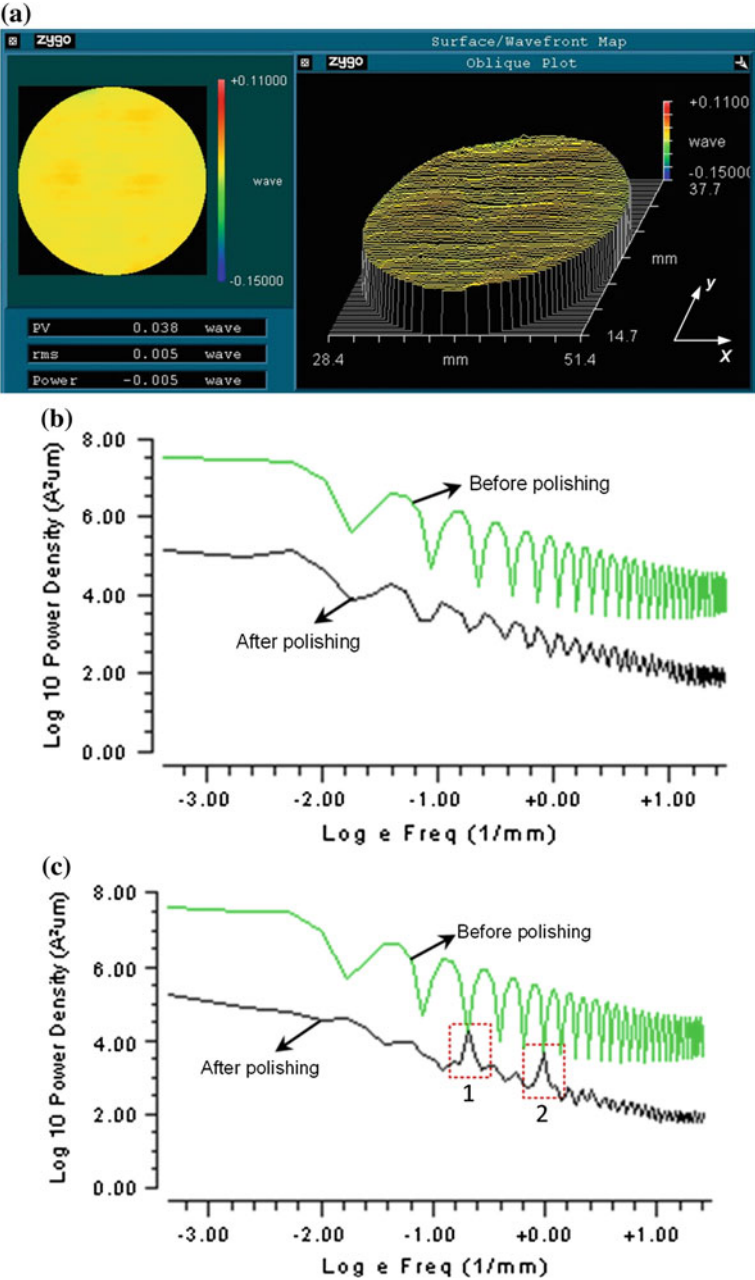 (a)
zygo Surface/Wavefront Map
+0.11000
wave
-0.15000
PV 0.038 wave
rms 0.005 wave
Power -0.005 wave
zygo Oblique Plot
+0.1100
wave
-0.1500
37.7
mm
14.7
28.4 mm 51.4
y
x
(b)
Log 10 Power Density (A²um)
8.00
6.00
4.00
2.00
0.00
Before polishing
After polishing
-3.00 -2.00 -1.00 +0.00 +1.00
Log e Freq (1/mm)
(c)
Log 10 Power Density (A²um)
8.00
6.00
4.00
2.00
0.00
Before polishing
After polishing
1
2
-3.00 -2.00 -1.00 +0.00 +1.00
Log e Freq (1/mm)